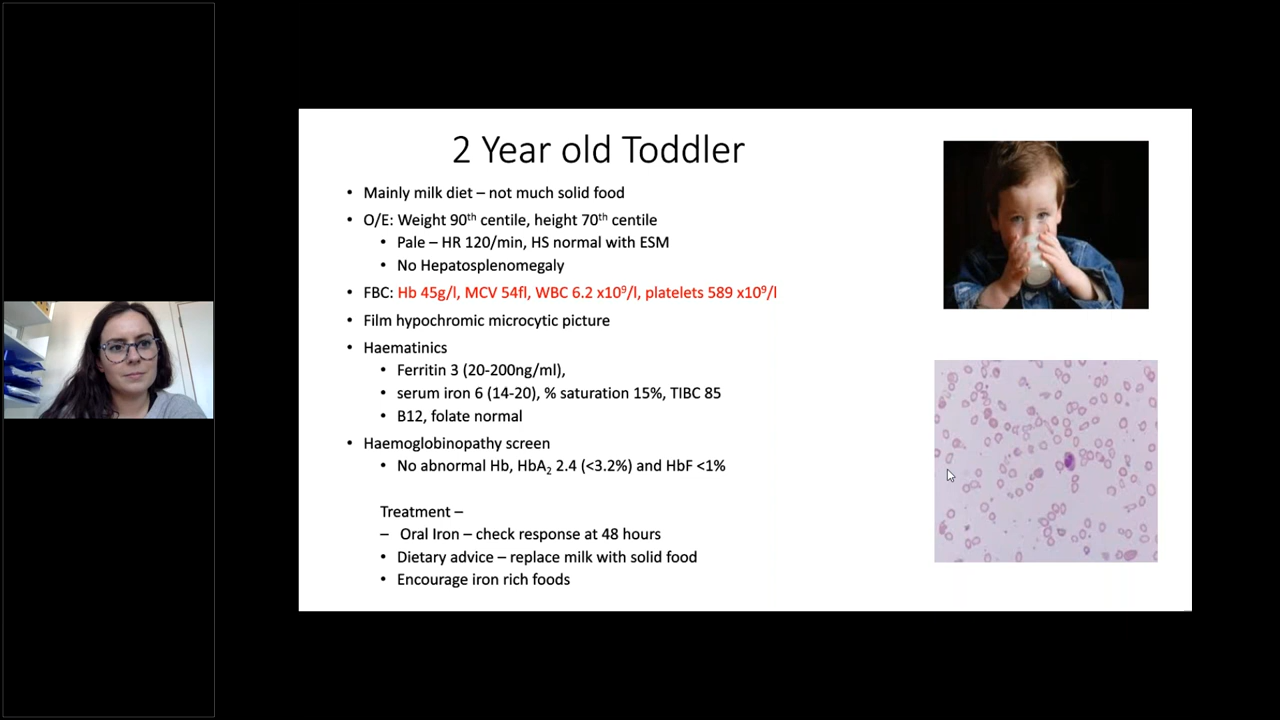 2 Year old Toddler
• Mainly milk diet – not much solid food
• O/E: Weight 90th centile, height 70th centile
• Pale – HR 120/min, HS normal with ESM
• No Hepatosplenomegaly
• FBC: Hb 45g/l, MCV 54fl, WBC 6.2 x10⁹/l, platelets 589 x10⁹/l
• Film hypochromic microcytic picture
• Haematinics
• Ferritin 3 (20-200ng/ml),
• serum iron 6 (14-20), % saturation 15%, TIBC 85
• B12, folate normal
• Haemoglobinopathy screen
• No abnormal Hb, HbA₂ 2.4 (<3.2%) and HbF <1%
Treatment –
– Oral Iron – check response at 48 hours
• Dietary advice – replace milk with solid food
• Encourage iron rich foods